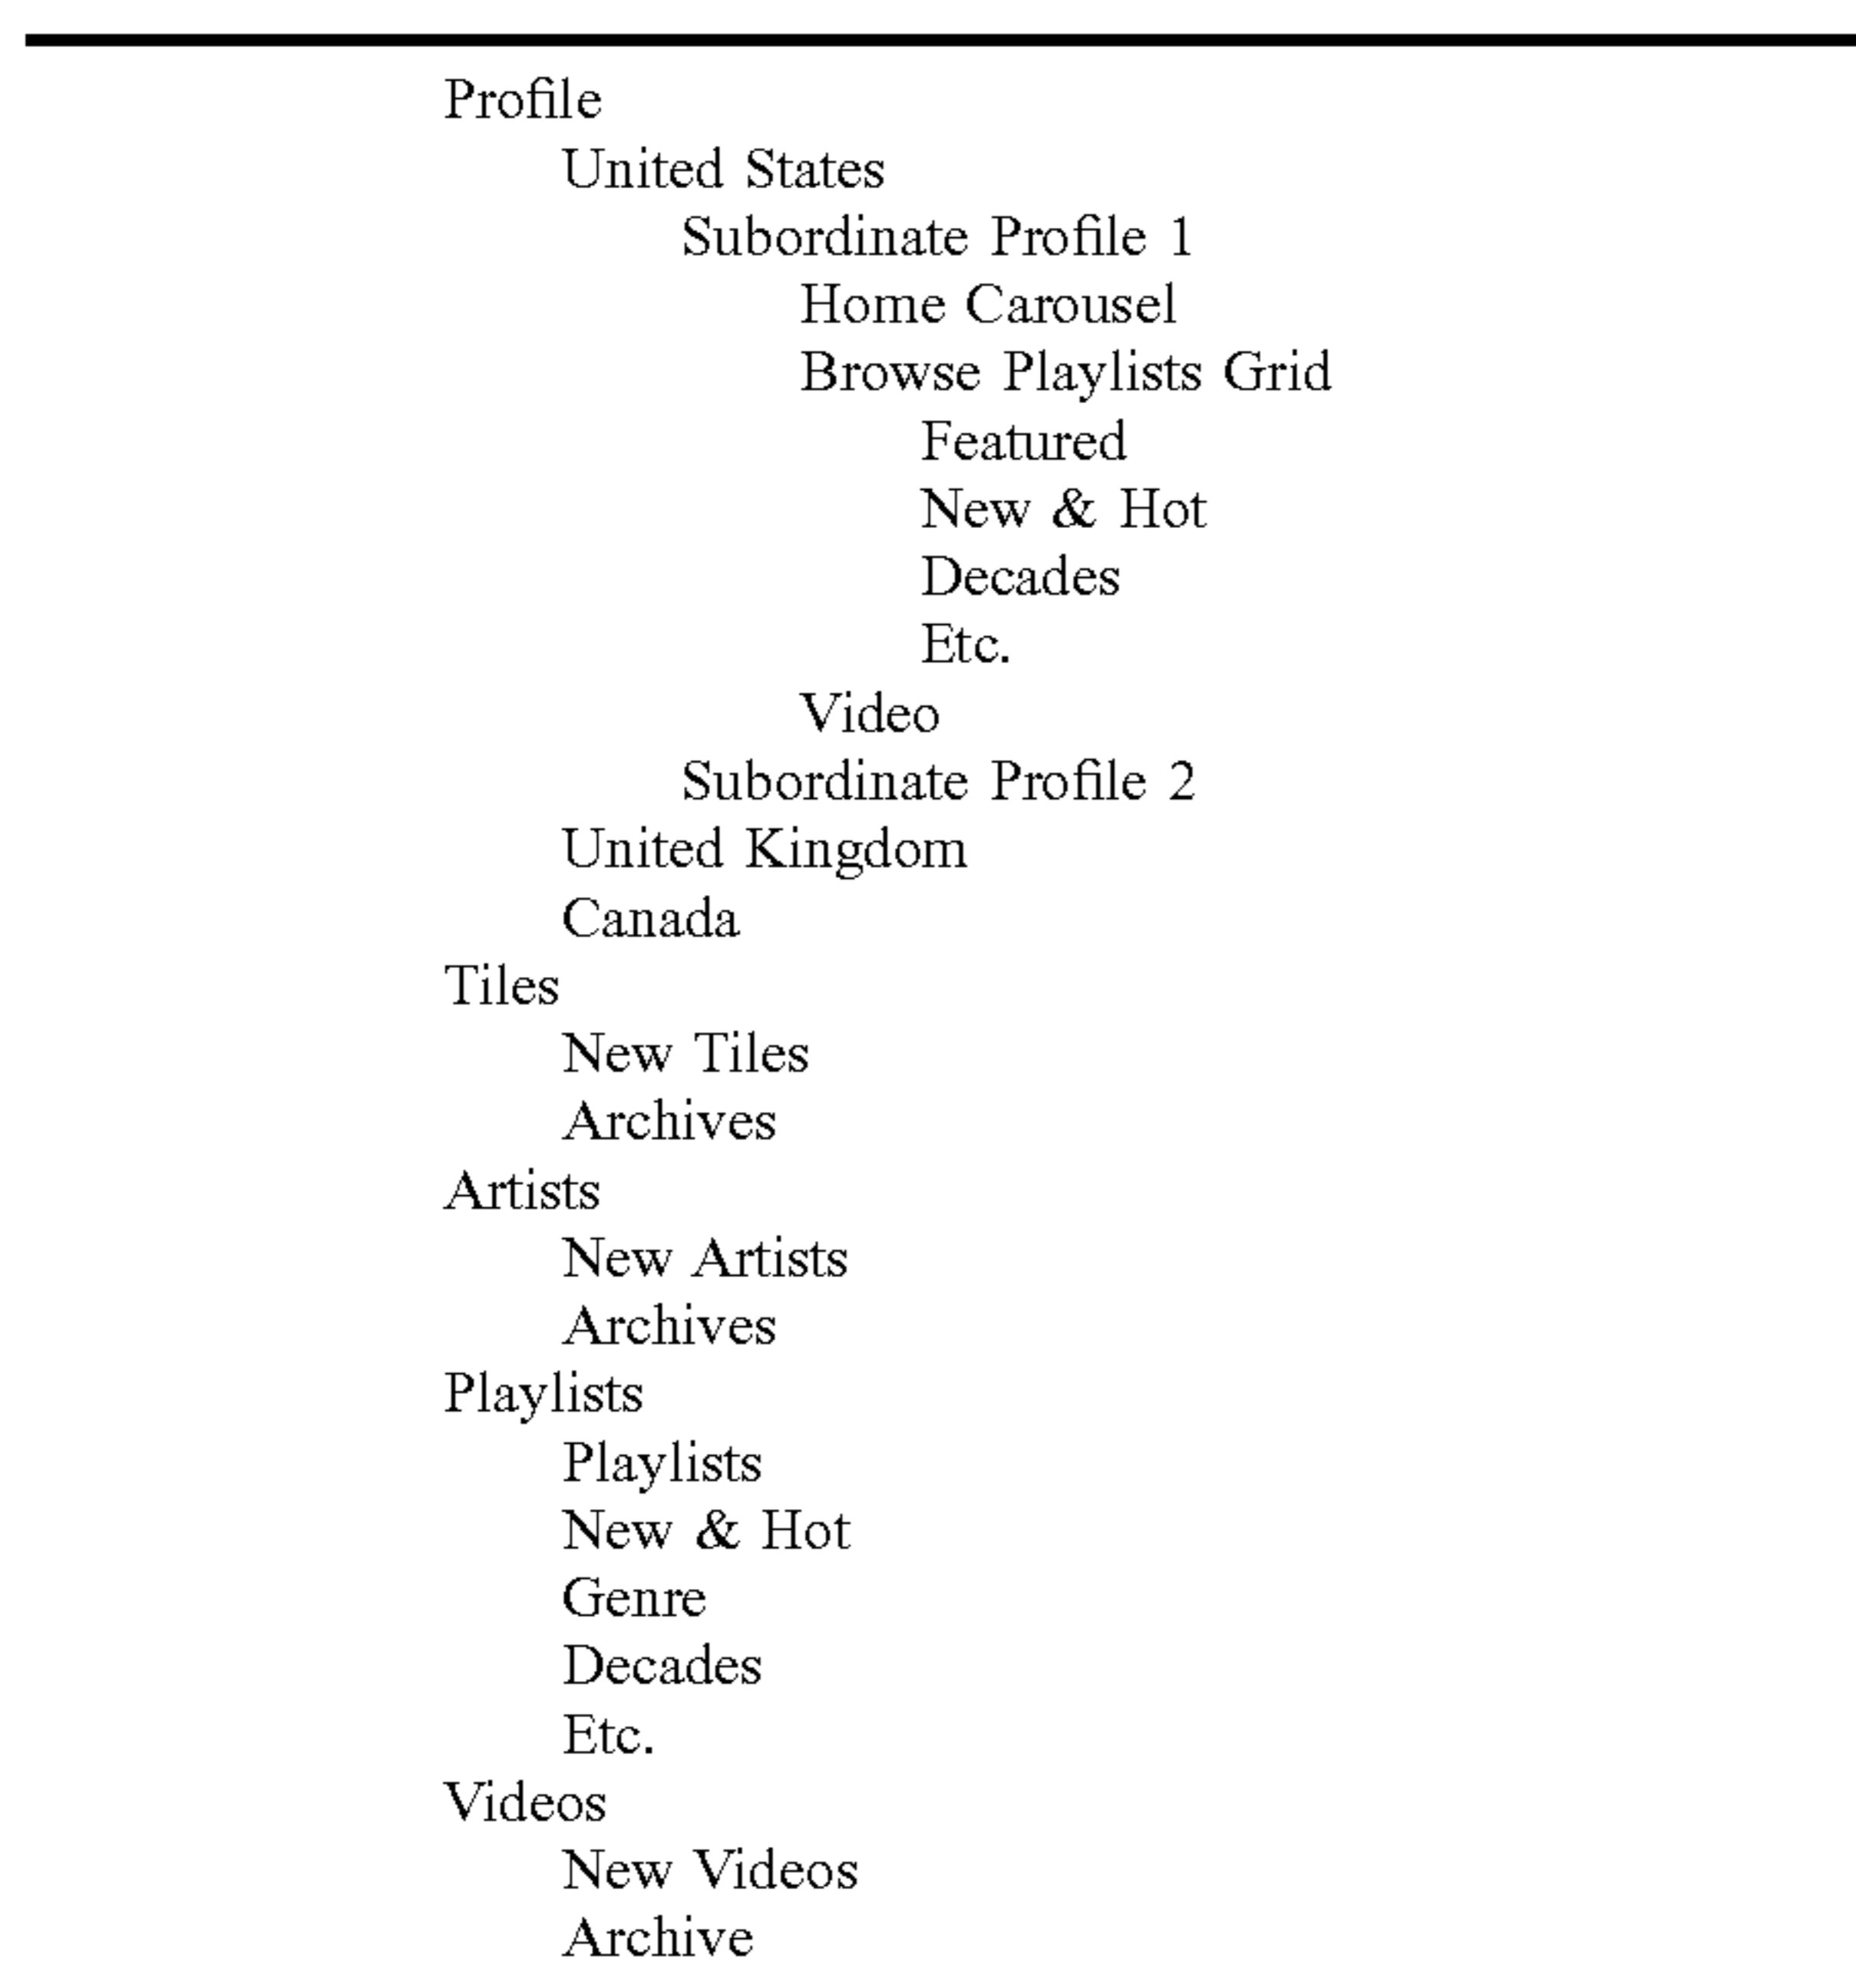 Profile
United States
Subordinate Profile 1
Home Carousel
Browse Playlists Grid
Featured
New & Hot
Decades
Etc.
Video
Subordinate Profile 2
United Kingdom
Canada
Tiles
New Tiles
Archives
Artists
New Artists
Archives
Playlists
Playlists
New & Hot
Genre
Decades
Etc.
Videos
New Videos
Archive